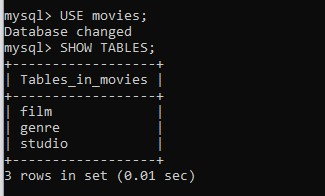 mysql> USE movies;
Database changed
mysql> SHOW TABLES;
+------------------+
| Tables_in_movies |
+------------------+
| film             |
| genre            |
| studio           |
+------------------+
3 rows in set (0.01 sec)